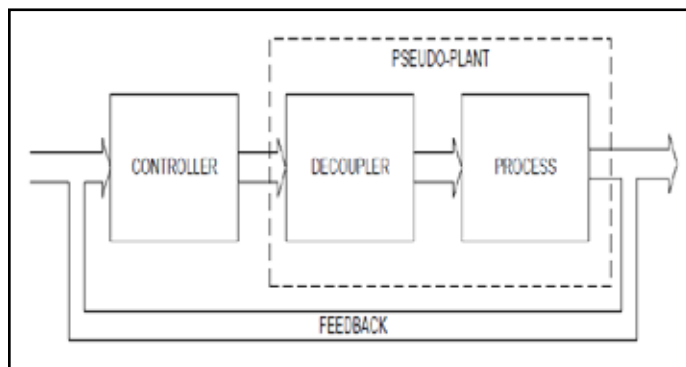 PSEUDO-PLANT
CONTROLLER
DECOUPLER
PROCESS
FEEDBACK